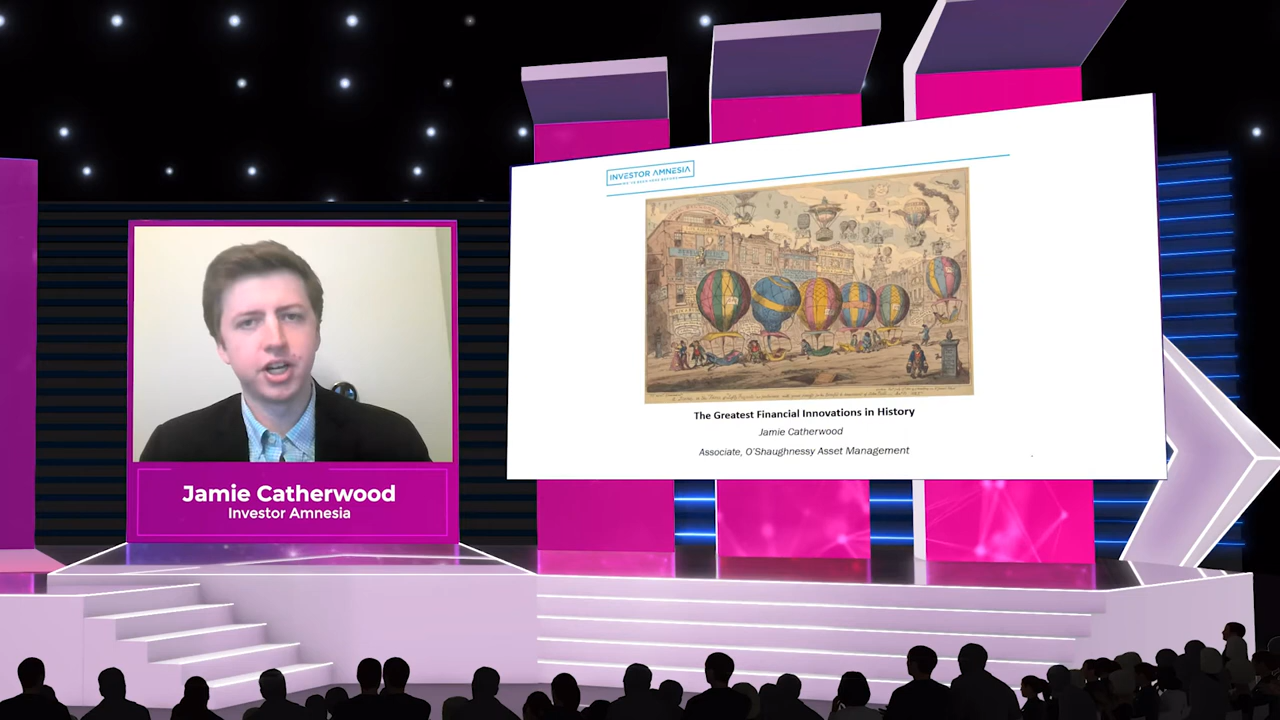 INVESTOR AMNESIA
The Greatest Financial Innovations in History
Jamie Catherwood
Associate, O'Shaughnessy Asset Management
Jamie Catherwood
Investor Amnesia